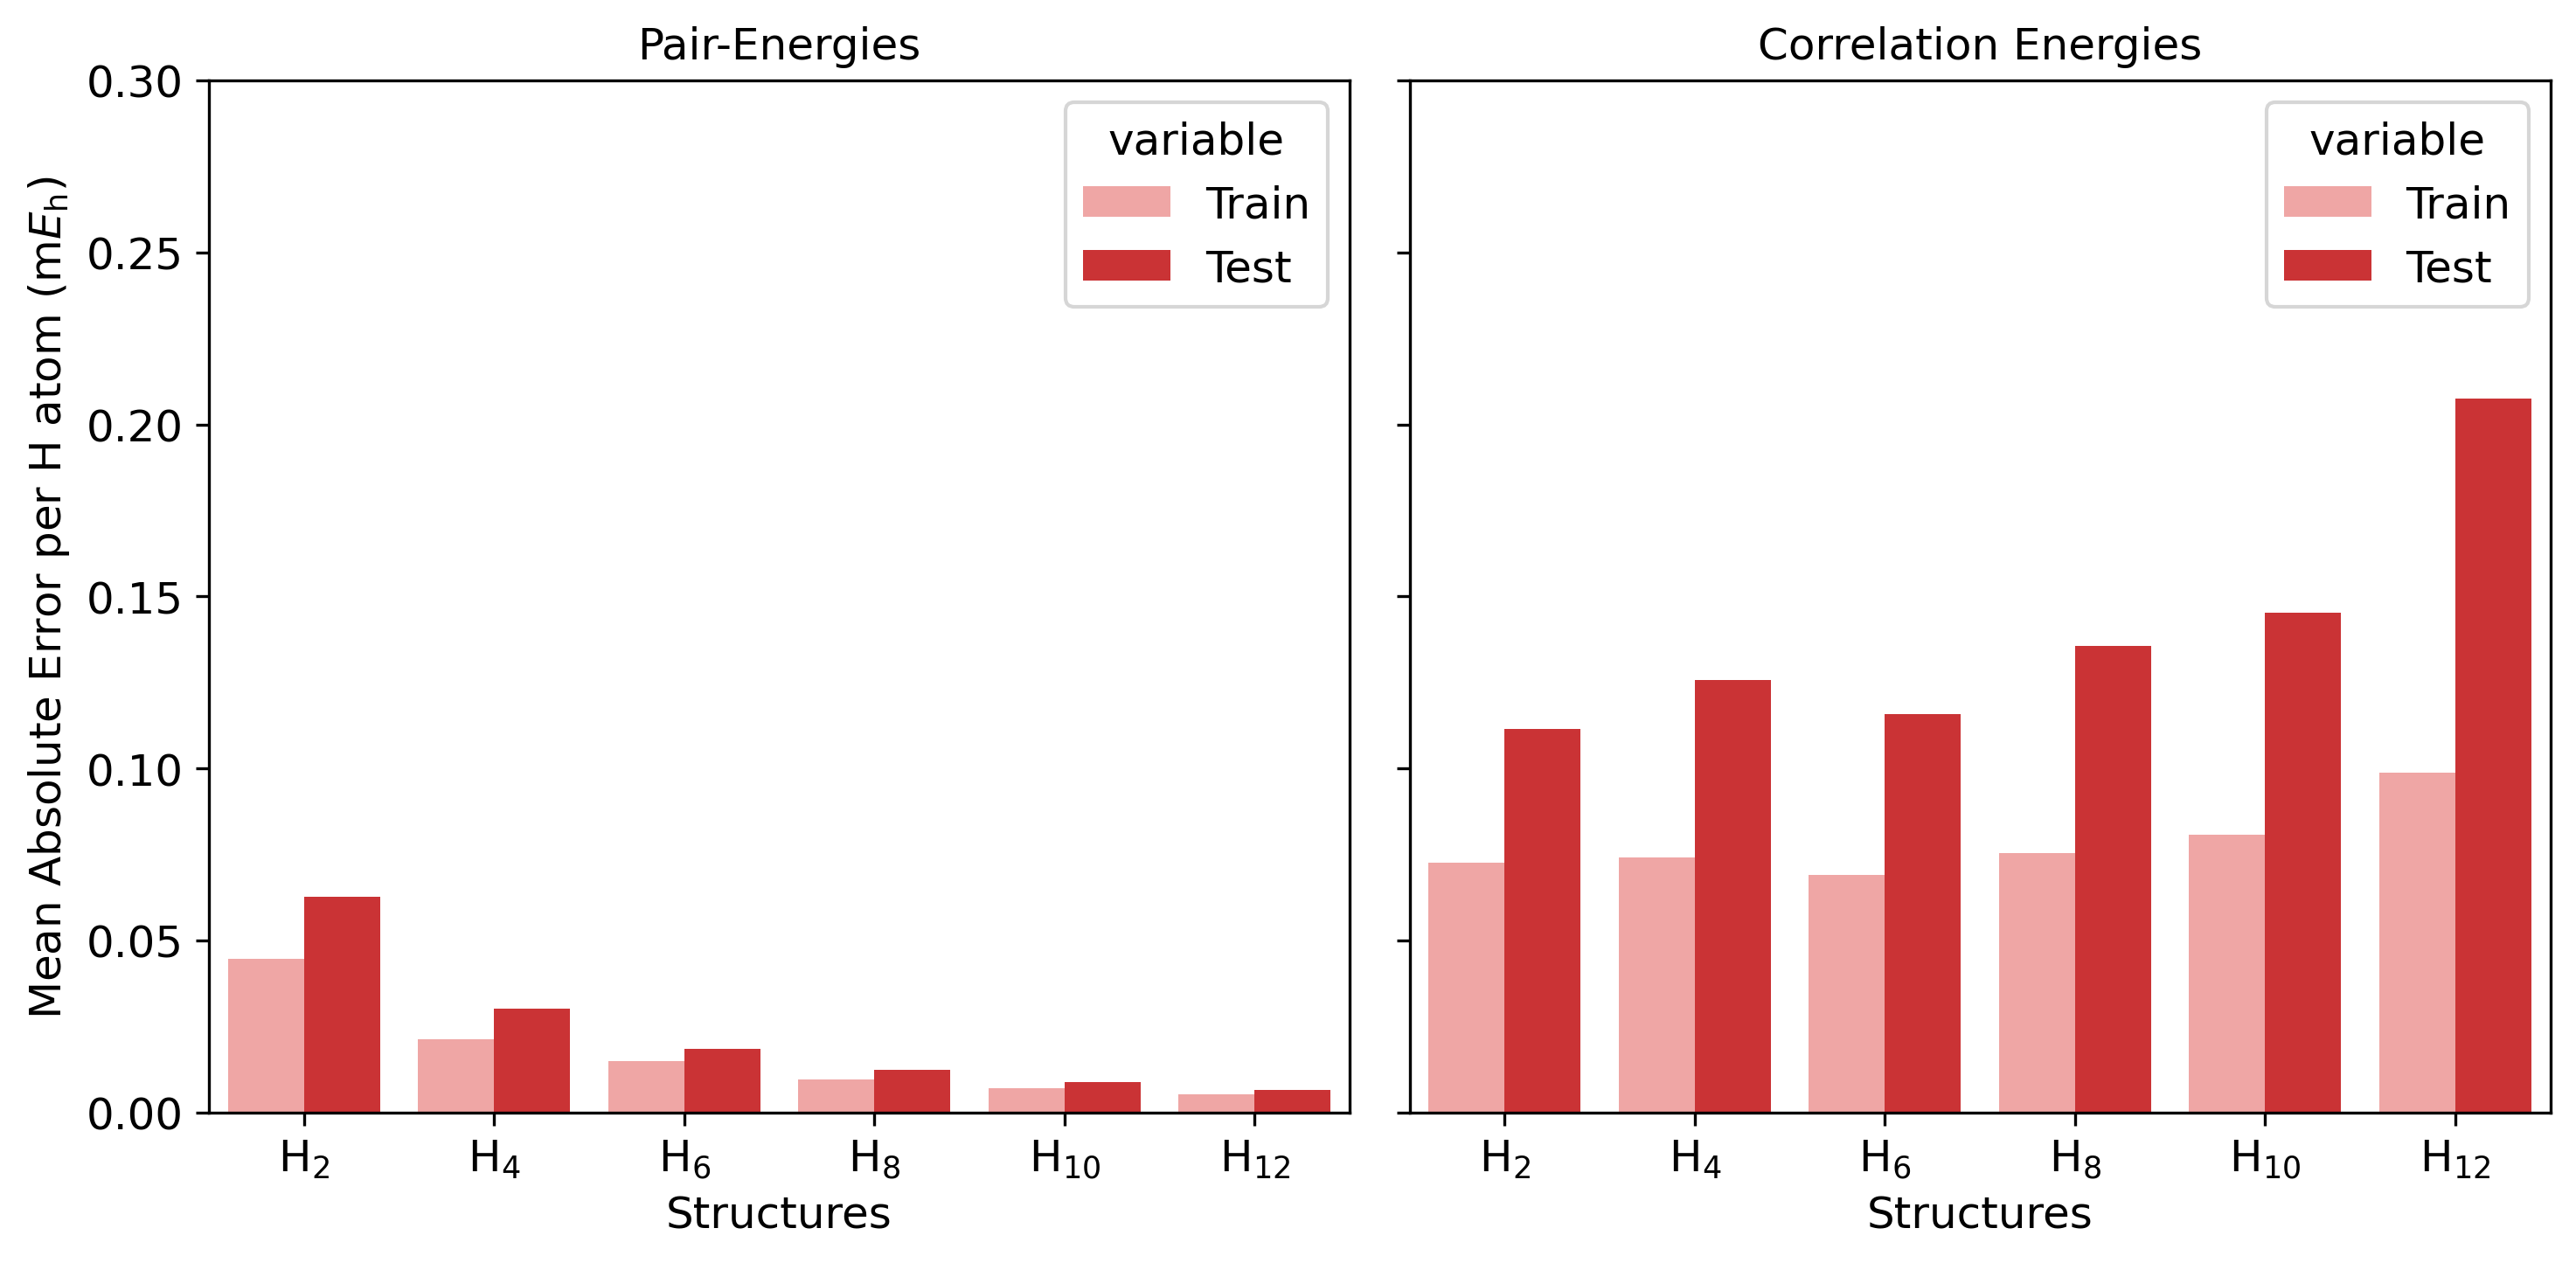 Pair-Energies
Correlation Energies
Mean Absolute Error per H atom (mE_h)
0.30
0.25
0.20
0.15
0.10
0.05
0.00
variable
Train
Test
variable
Train
Test
H₂ H₄ H₆ H₈ H₁₀ H₁₂
H₂ H₄ H₆ H₈ H₁₀ H₁₂
Structures
Structures